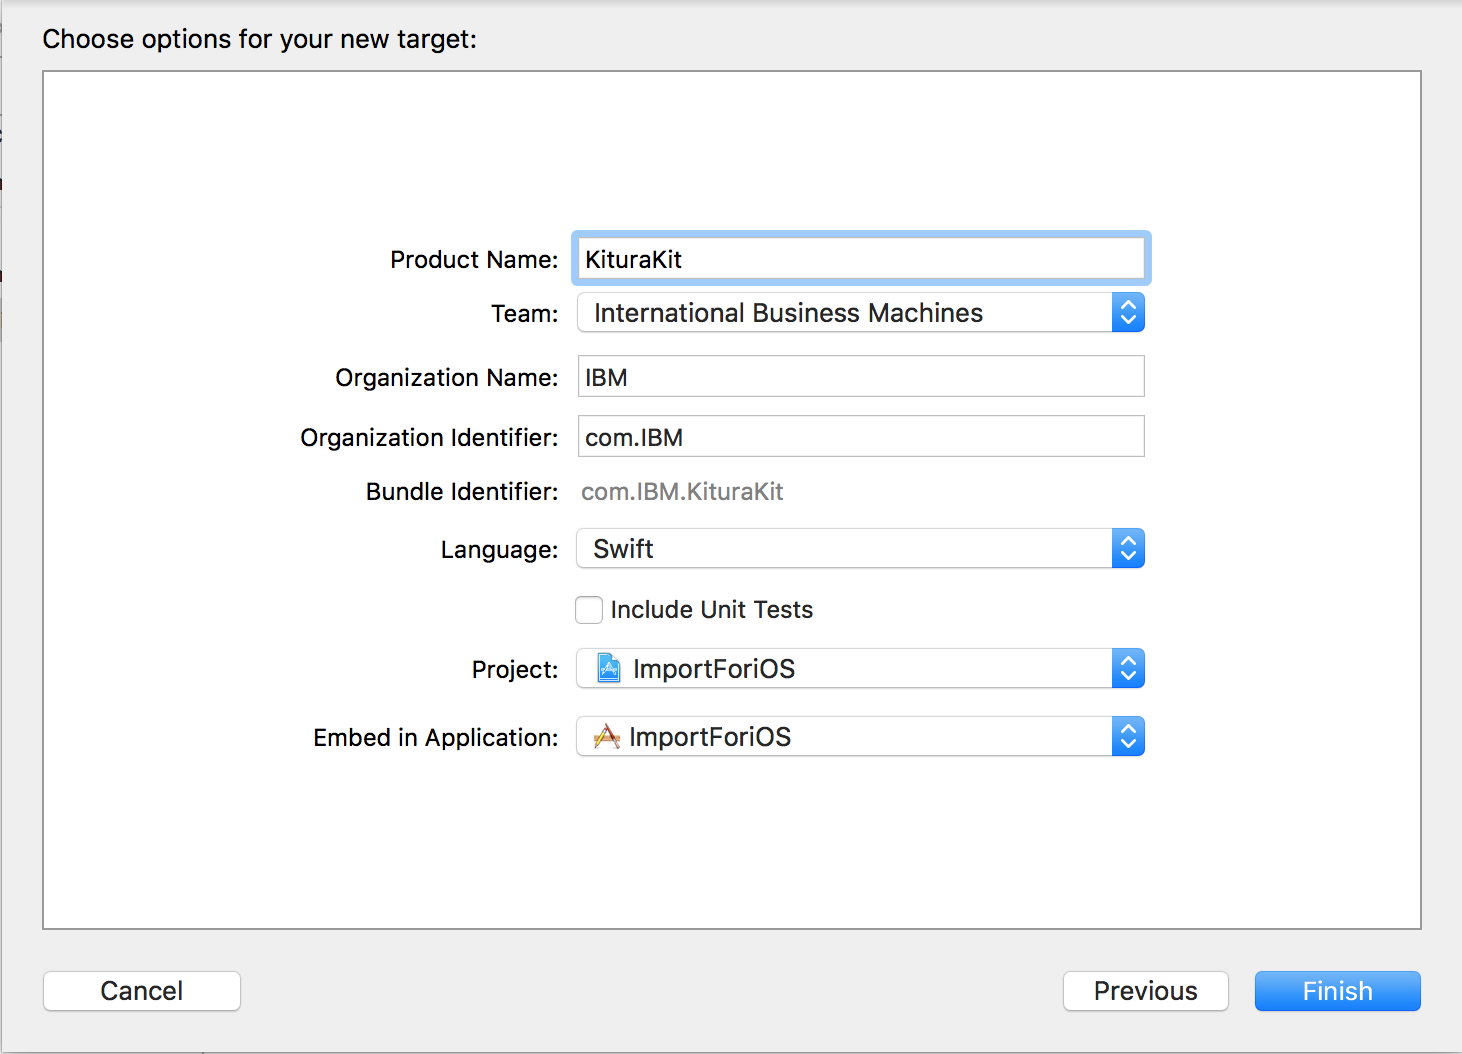 Choose options for your new target:
Product Name: KituraKit
Team: International Business Machines
Organization Name: IBM
Organization Identifier: com.IBM
Bundle Identifier: com.IBM.KituraKit
Language: Swift
Include Unit Tests
Project: ImportForiOS
Embed in Application: ImportForiOS
Cancel Previous Finish